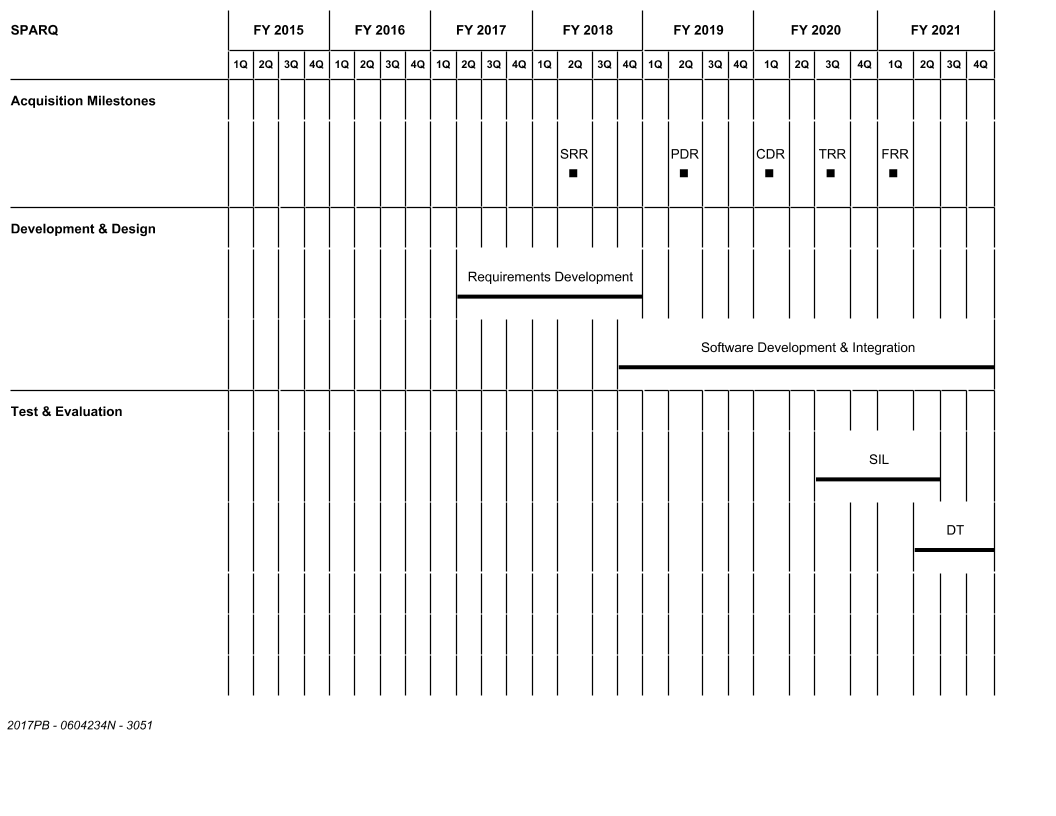 SPARQ FY 2015 FY 2016 FY 2017 FY 2018 FY 2019 FY 2020 FY 2021
1Q 2Q 3Q 4Q 1Q 2Q 3Q 4Q 1Q 2Q 3Q 4Q 1Q 2Q 3Q 4Q 1Q 2Q 3Q 4Q 1Q 2Q 3Q 4Q 1Q 2Q 3Q 4Q
Acquisition Milestones
SRR PDR CDR TRR FRR
Development & Design
Requirements Development
Software Development & Integration
Test & Evaluation
SIL
DT
2017PB - 0604234N - 3051